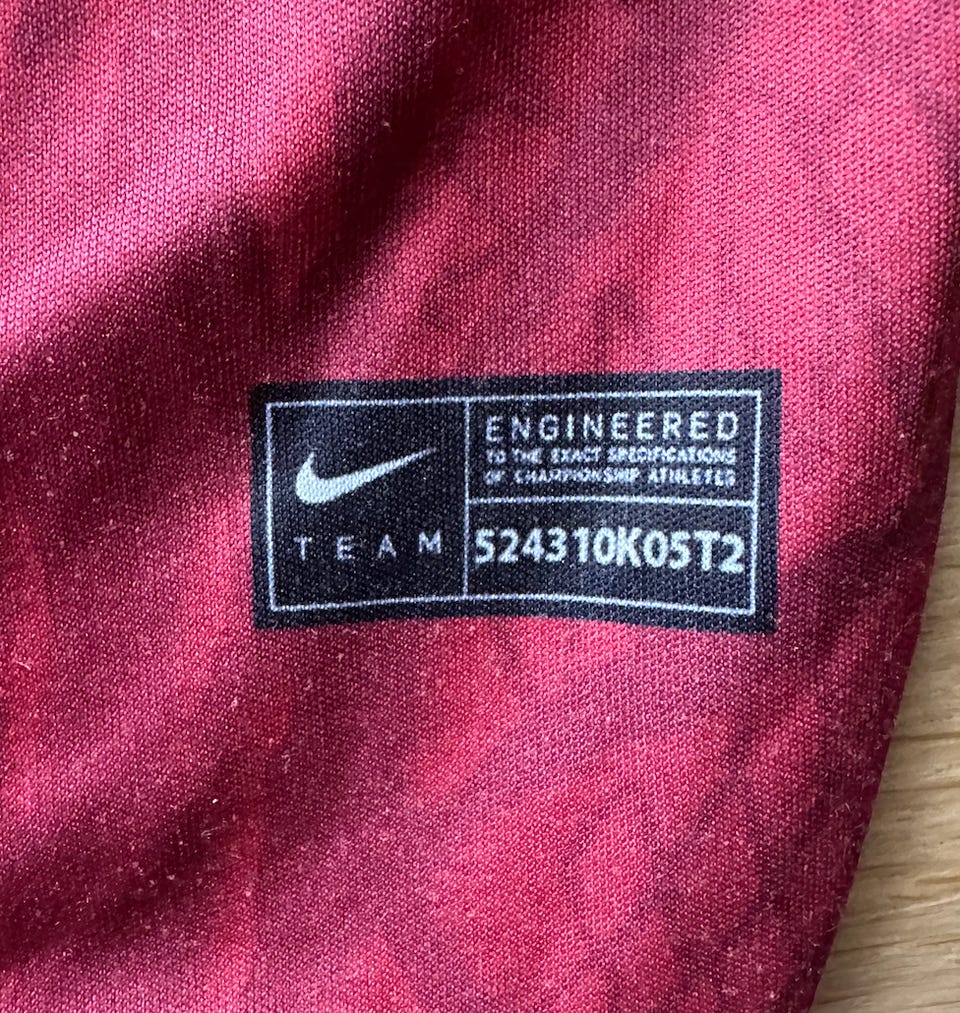 TEAM
ENGINEERED
TO THE EXACT SPECIFICATIONS
OF CHAMPIONSHIP ATHLETES
524310K05T2